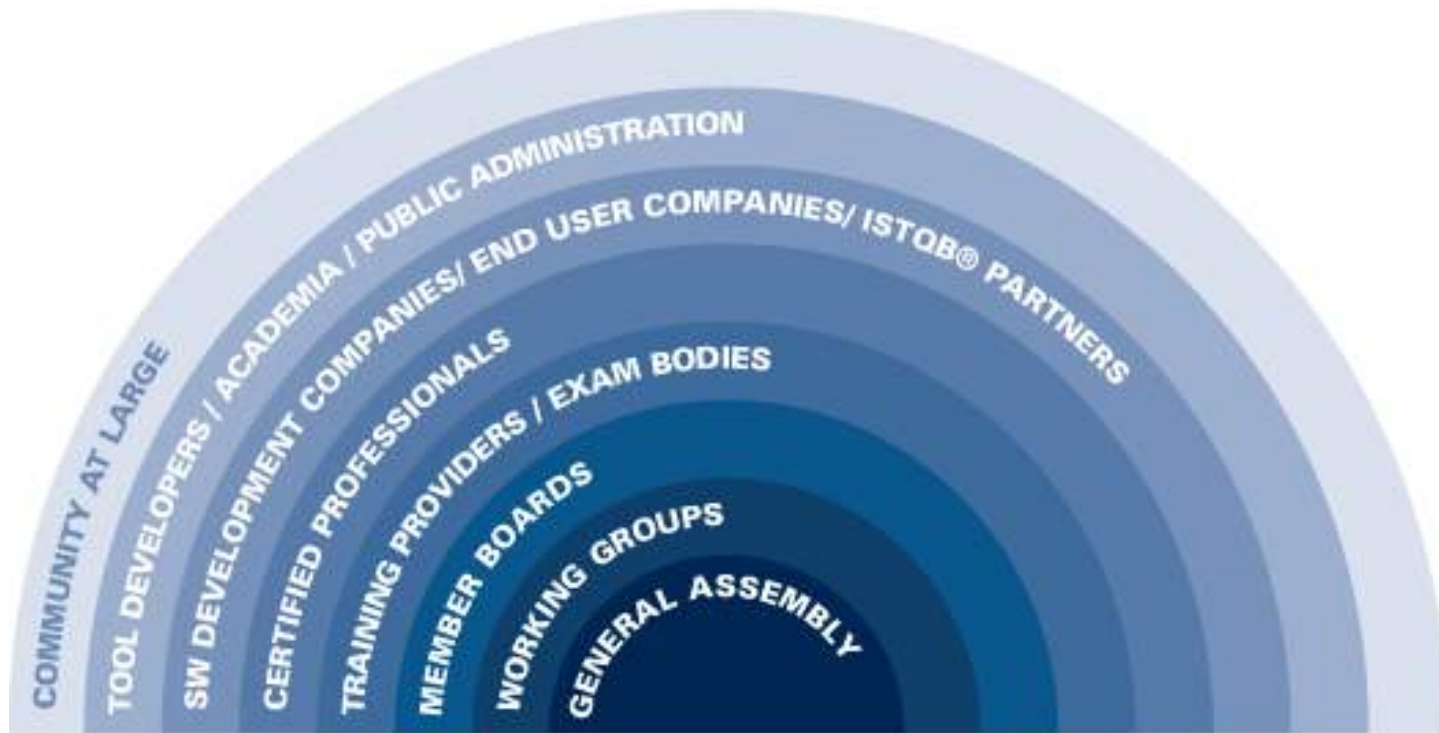 COMMUNITY AT LARGE
TOOL DEVELOPERS / ACADEMIA / PUBLIC ADMINISTRATION
SW DEVELOPMENT COMPANIES/ END USER COMPANIES/ ISTQB® PARTNERS
CERTIFIED PROFESSIONALS
TRAINING PROVIDERS / EXAM BODIES
MEMBER BOARDS
WORKING GROUPS
GENERAL ASSEMBLY